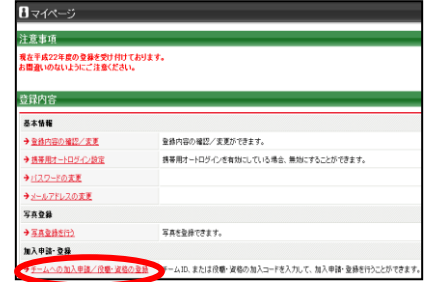 マイページ
注意事項
現在平成22年度の登録を受け付けております。
お間違いのないようにご注意ください。
登録内容
基本情報
登録内容の確認／変更 登録内容の確認／変更ができます。
携帯用オートログイン設定 携帯用オートログインを有効にしている場合、無効にすることができます。
パスワードの変更
メールアドレスの変更
写真登録
写真登録を行う 写真を登録できます。
加入申請・登録
チームへの加入申請／役職・資格の登録 チームID、または役職・資格の加入コードを入力して、加入申請・登録を行うことができます。